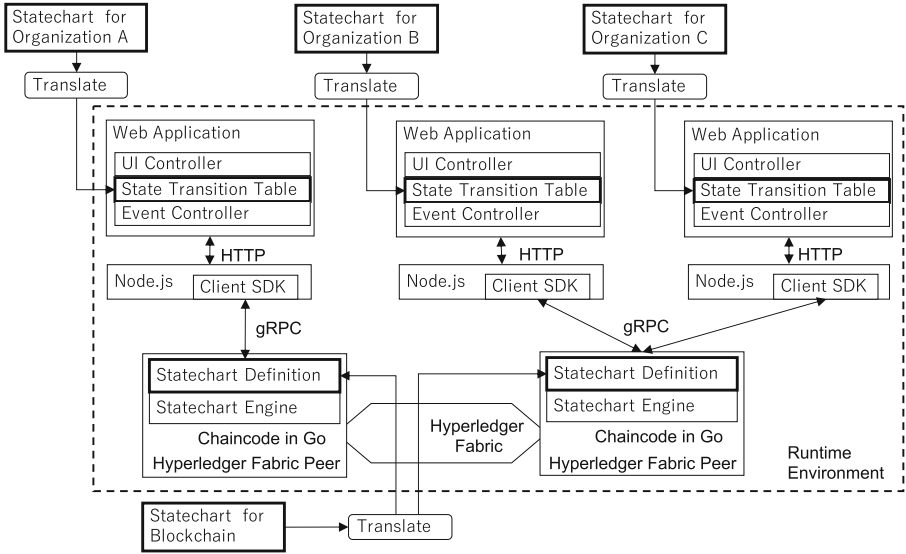 Statechart for
Organization A
Statechart for
Organization B
Statechart for
Organization C
Translate
Translate
Translate
Web Application
UI Controller
State Transition Table
Event Controller
Web Application
UI Controller
State Transition Table
Event Controller
Web Application
UI Controller
State Transition Table
Event Controller
HTTP
HTTP
HTTP
Node.js
Client SDK
Node.js
Client SDK
Node.js
Client SDK
gRPC
gRPC
Statechart Definition
Statechart Engine
Chaincode in Go
Hyperledger Fabric Peer
Hyperledger
Fabric
Statechart Definition
Statechart Engine
Chaincode in Go
Hyperledger Fabric Peer
Runtime
Environment
Statechart for
Blockchain
Translate